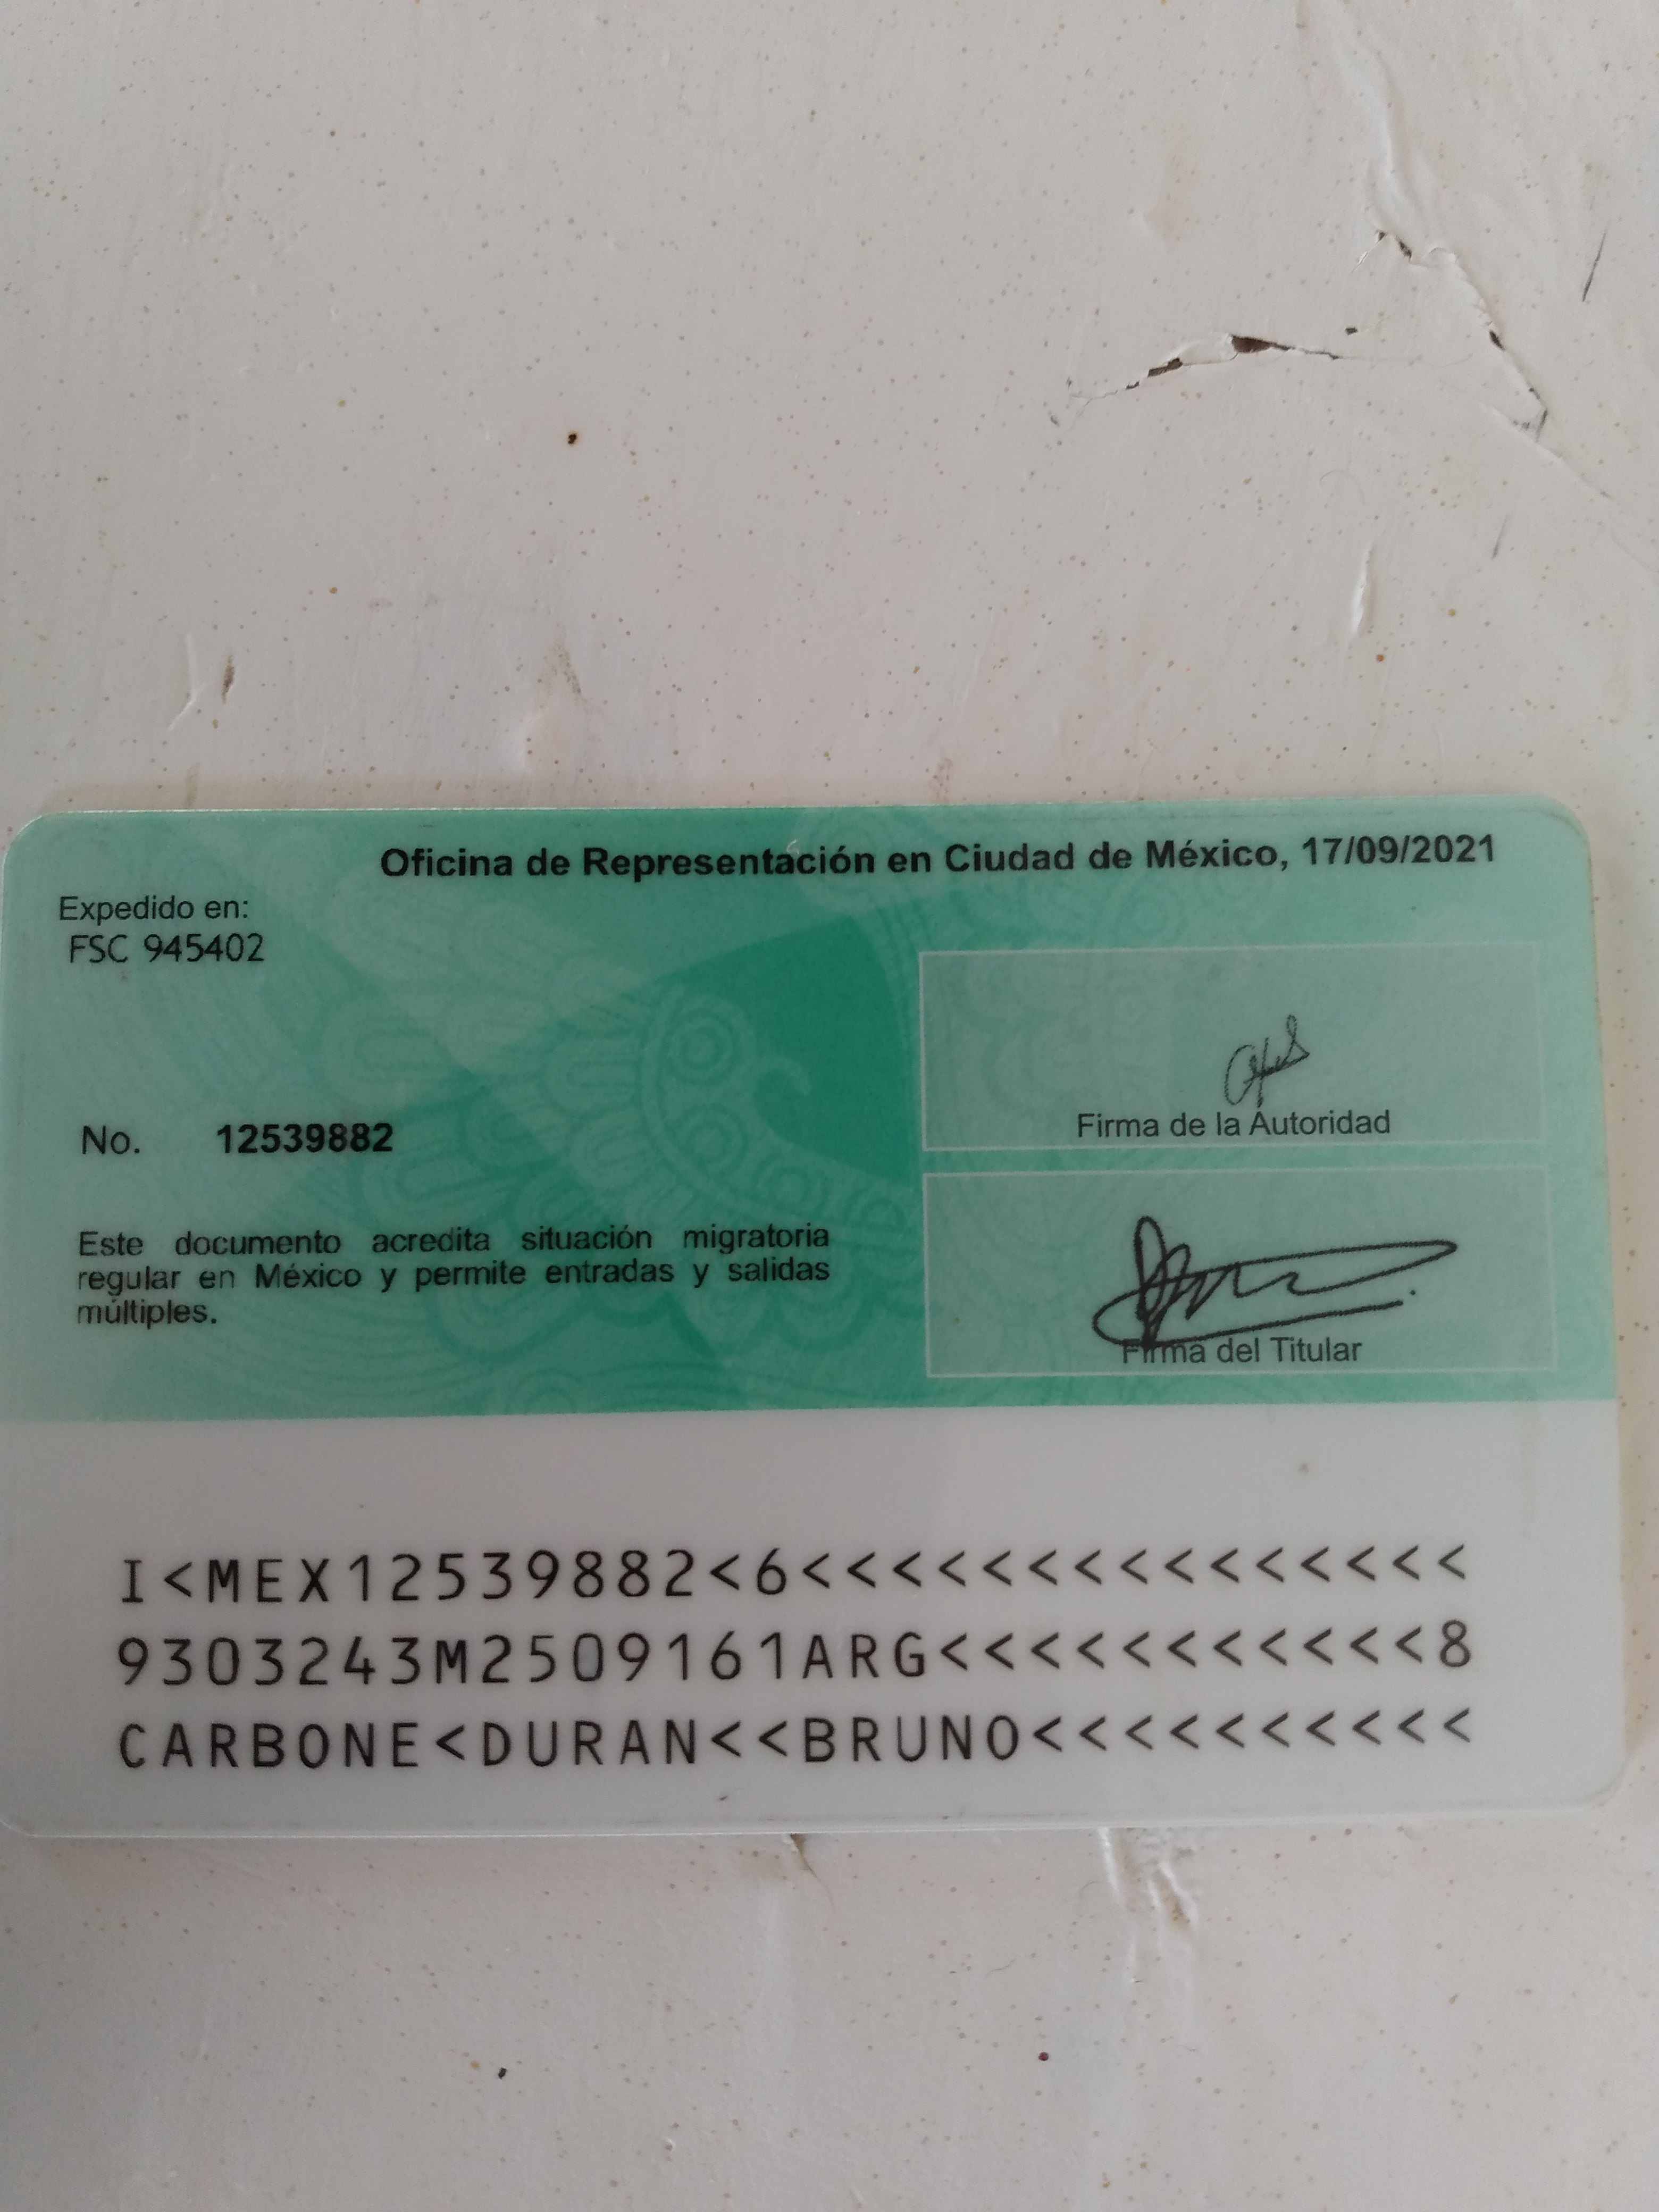 Oficina de Representación en Ciudad de México, 17/09/2021
Expedido en:
FSC 945402
Firma de la Autoridad
No. 12539882
Este documento acredita situación migratoria
regular en México y permite entradas y salidas
múltiples.
Firma del Titular
I<MEX12539882<6<<<<<<<<<<<<<<<
9303243M2509161ARG<<<<<<<<<<<8
CARBONE<DURAN<<BRUNO<<<<<<<<<<